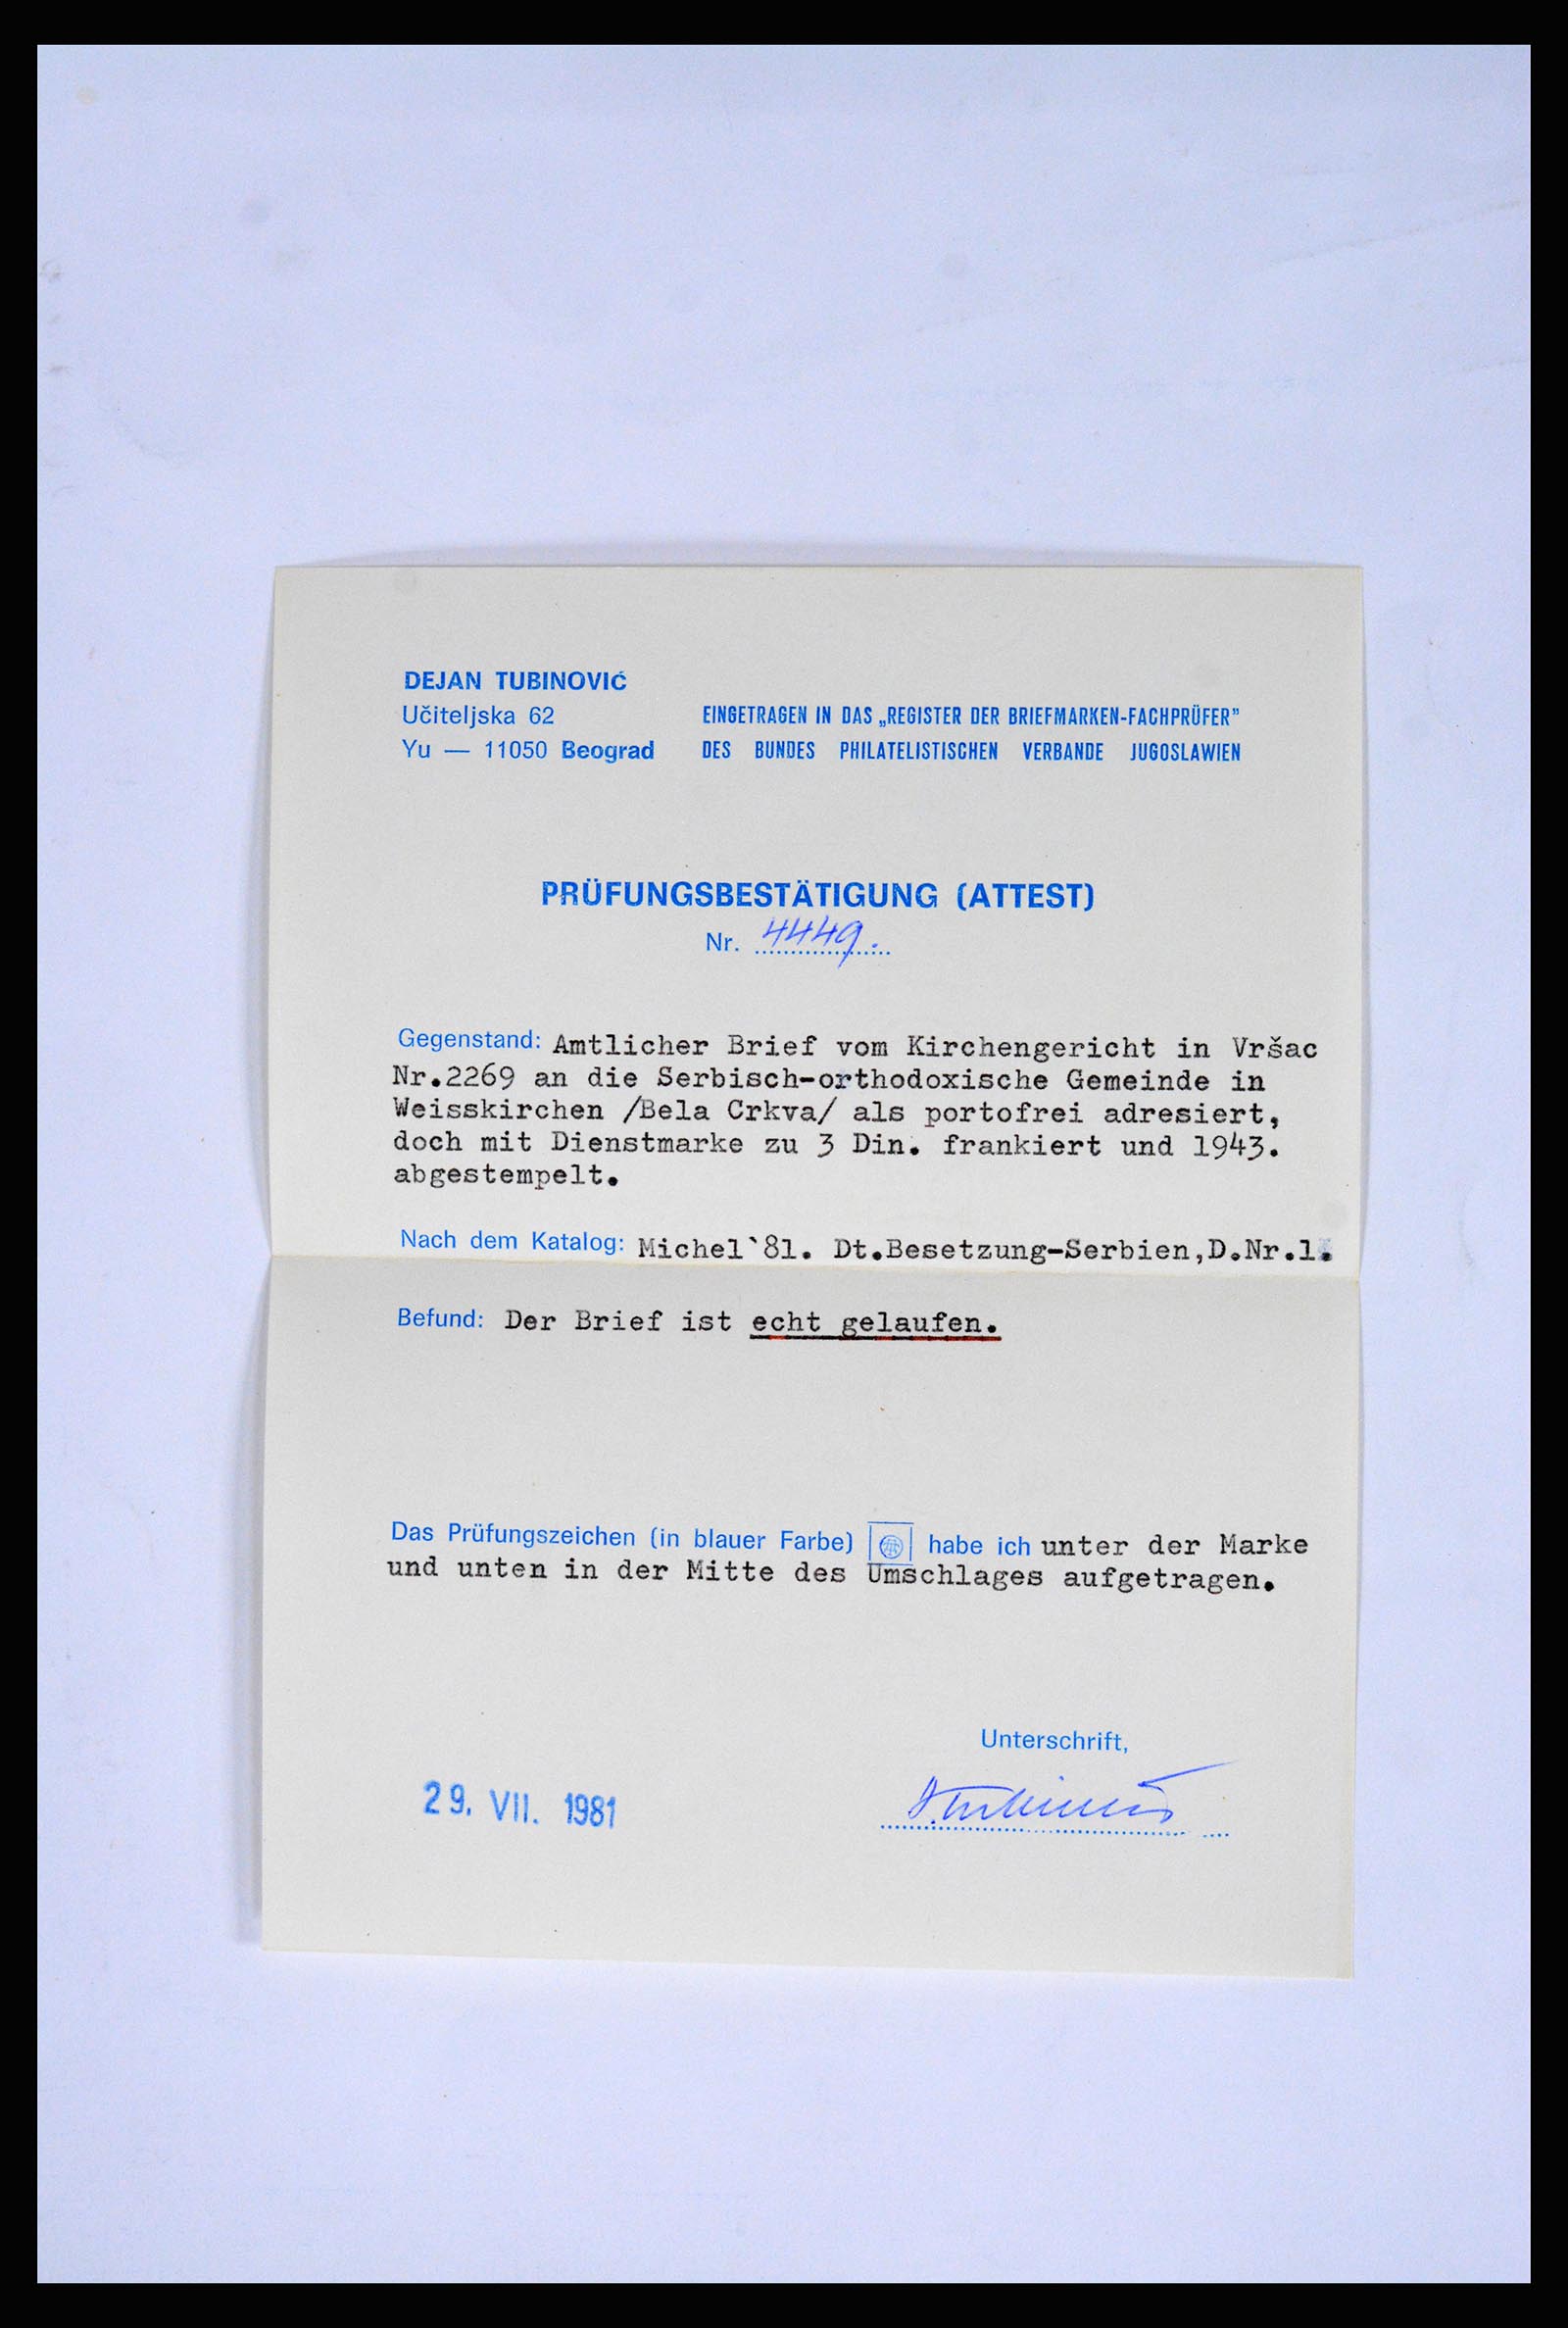 DEJAN TUBINOVIĆ
Učiteljska 62
Yu — 11050 Beograd
EINGETRAGEN IN DAS „REGISTER DER BRIEFMARKEN-FACHPRÜFER”
DES BUNDES PHILATELISTISCHEN VERBANDE JUGOSLAWIEN
PRÜFUNGSBESTÄTIGUNG (ATTEST)
Nr. 4449.
Gegenstand: Amtlicher Brief vom Kirchengericht in Vršac
Nr.2269 an die Serbisch-orthodoxische Gemeinde in
Weisskirchen /Bela Crkva/ als portofrei adresiert,
doch mit Dienstmarke zu 3 Din. frankiert und 1943.
abgestempelt.
Nach dem Katalog: Michel`81. Dt.Besetzung-Serbien,D.Nr.1.
Befund: Der Brief ist echt gelaufen.
Das Prüfungszeichen (in blauer Farbe) habe ich unter der Marke
und unten in der Mitte des Umschlages aufgetragen.
Unterschrift,
29. VII. 1981